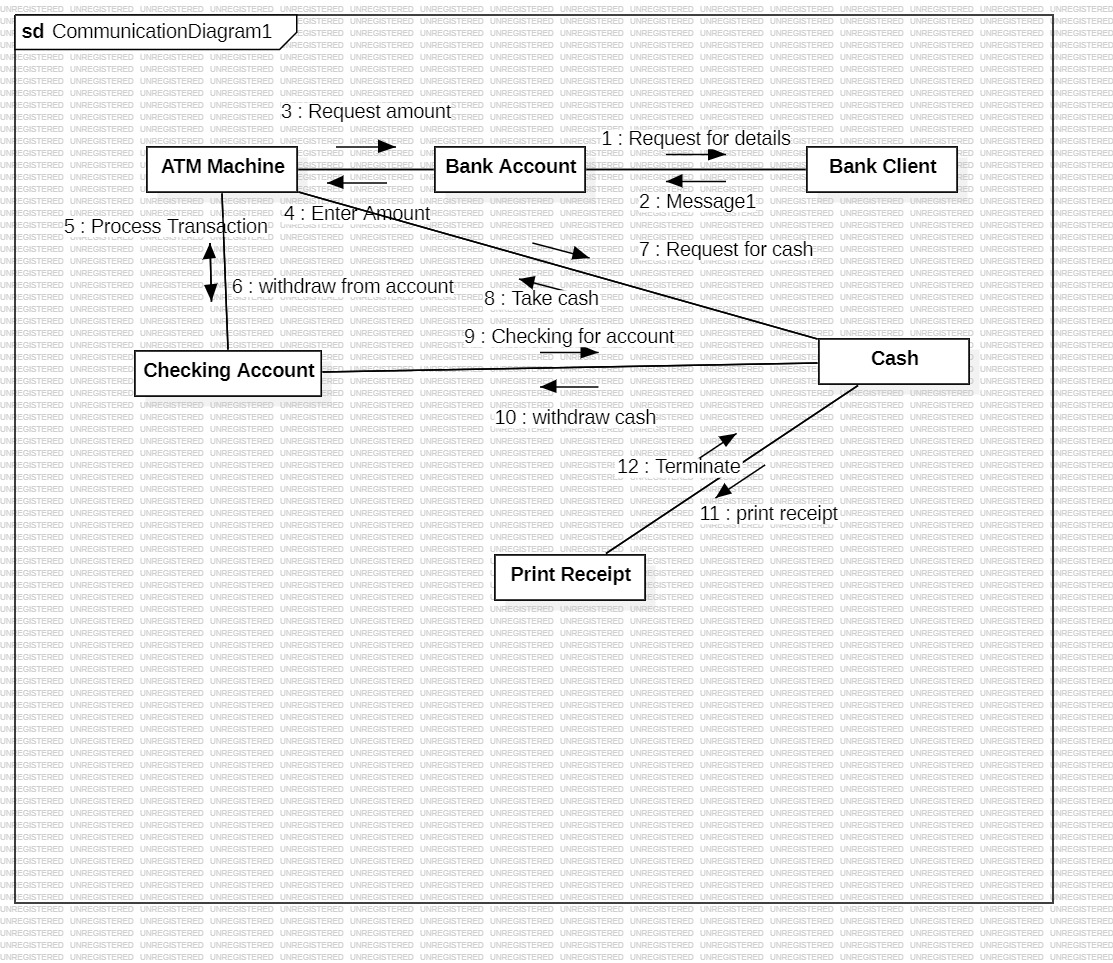 sd CommunicationDiagram1
3 : Request amount
1 : Request for details
ATM Machine
Bank Account
Bank Client
2 : Message1
4 : Enter Amount
5 : Process Transaction
7 : Request for cash
6 : withdraw from account
8 : Take cash
9 : Checking for account
Cash
Checking Account
10 : withdraw cash
12 : Terminate
11 : print receipt
Print Receipt
UNREGISTERED